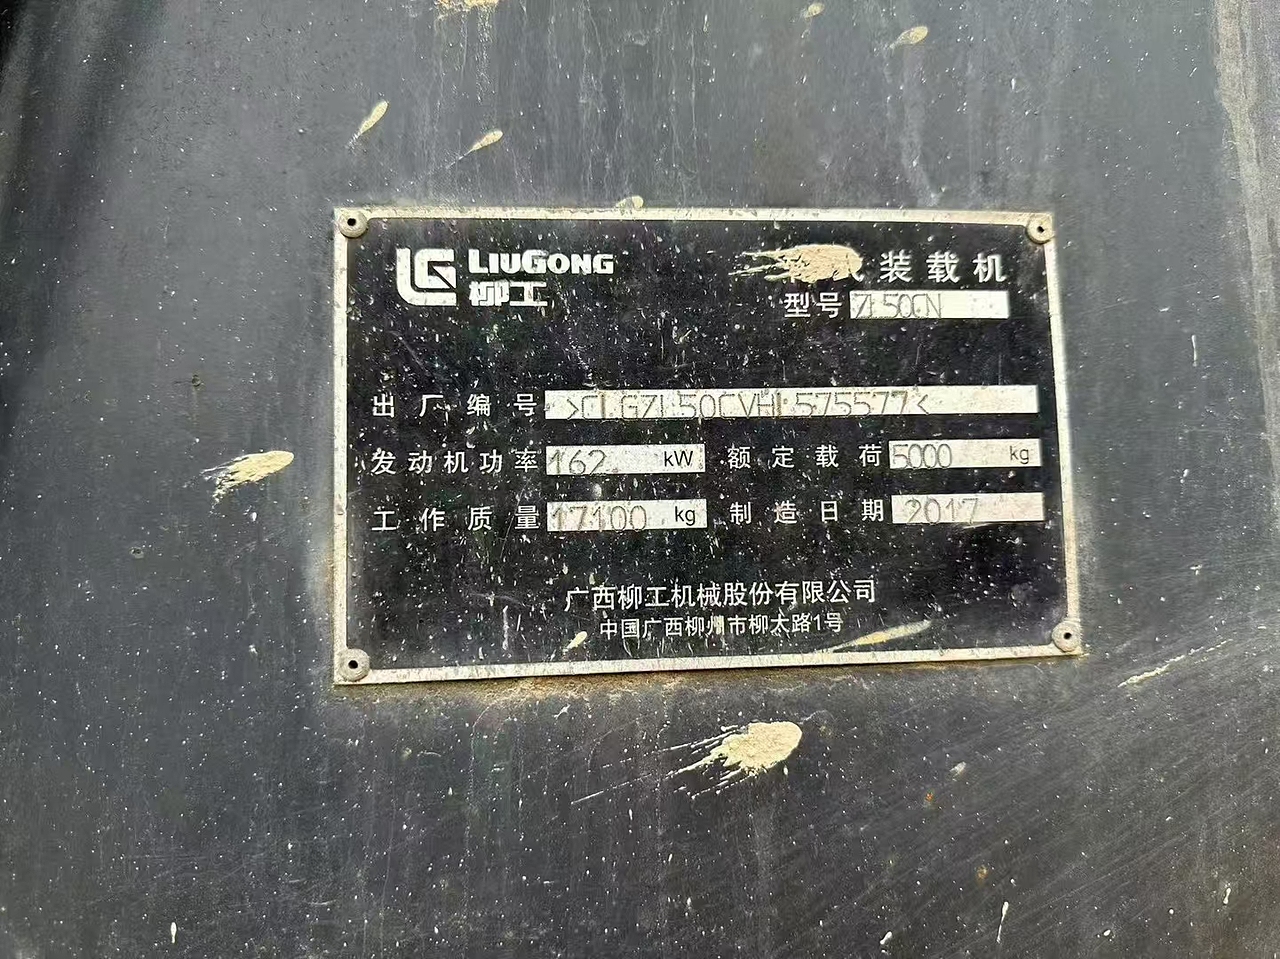 LIUGONG
柳工
式装载机
型号 ZL50CN
出厂编号 >CLGZL50CVHL575577<
发动机功率 162 kW 额定载荷 5000 kg
工作质量 17100 kg 制造日期 2017
广西柳工机械股份有限公司
中国广西柳州市柳太路1号